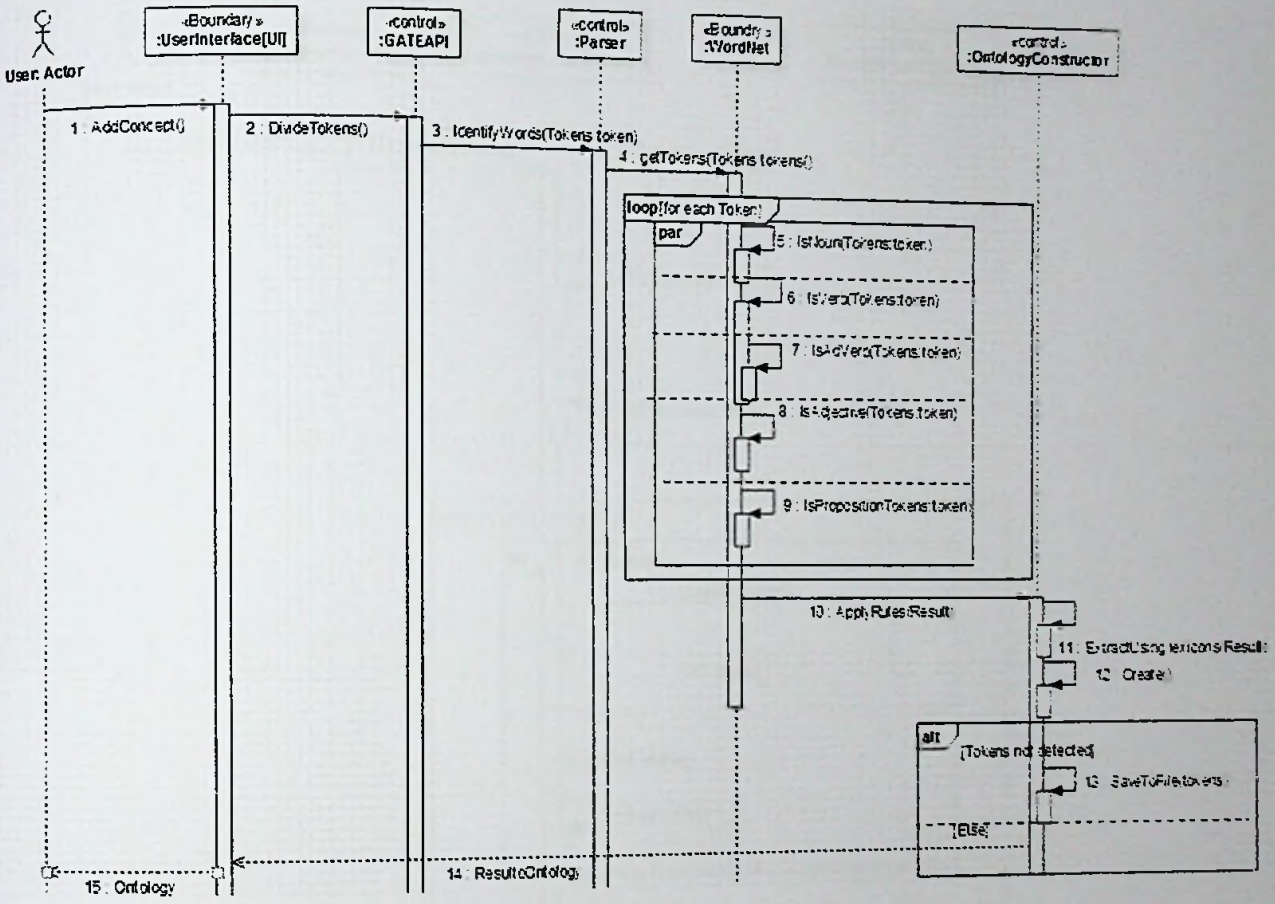 «Boundary»
:UserInterface[UI]
«control»
:GATEAPI
«control»
:Parser
«Boundry»
:WordNet
«control»
:OntologyConstructor
User: Actor
1 : AddConcect()
2 : DivideTokens()
3 : IdentifyWords(Tokens:token)
4 : getTokens(Tokens:tokens()
loop[for each Token]
par
5 : IsNoun(Tokens:token)
6 : IsVerb(Tokens:token)
7 : IsAdVerb(Tokens:token)
8 : IsAdjective(Tokens:token)
9 : IsPropositionTokens:token)
10 : ApplyRules(Result)
11 : ExtractUsing lexicons(Result)
12 : Create()
alt
[Tokens not detected]
13 : SaveToFile(tokens)
[Else]
14 : ResultoOntology
15 : Ontology